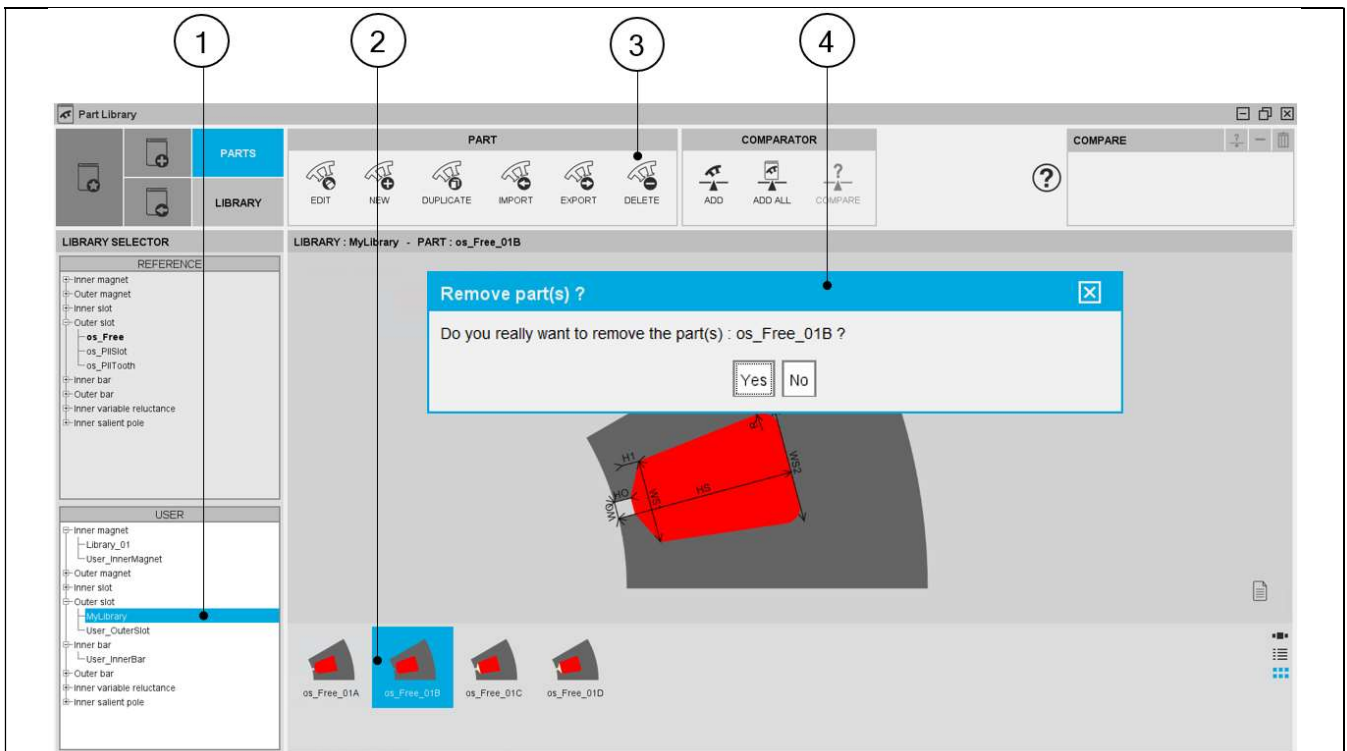 1 2 3 4
Part Library
PARTS
LIBRARY
PART
EDIT NEW DUPLICATE IMPORT EXPORT DELETE
COMPARATOR
ADD ADD ALL COMPARE
?
COMPARE
LIBRARY SELECTOR
REFERENCE
Inner magnet
Outer magnet
Inner slot
Outer slot
os_Free
os_PllSlot
os_PllTooth
Inner bar
Outer bar
Inner variable reluctance
Inner salient pole
USER
Inner magnet
Library_01
User_InnerMagnet
Outer magnet
Inner slot
Outer slot
MyLibrary
User_OuterSlot
Inner bar
User_InnerBar
Outer bar
Inner variable reluctance
Inner salient pole
LIBRARY : MyLibrary - PART : os_Free_01B
Remove part(s) ?
Do you really want to remove the part(s) : os_Free_01B ?
Yes No
H1
HO
WO
WS1
HS
WS2
os_Free_01A os_Free_01B os_Free_01C os_Free_01D